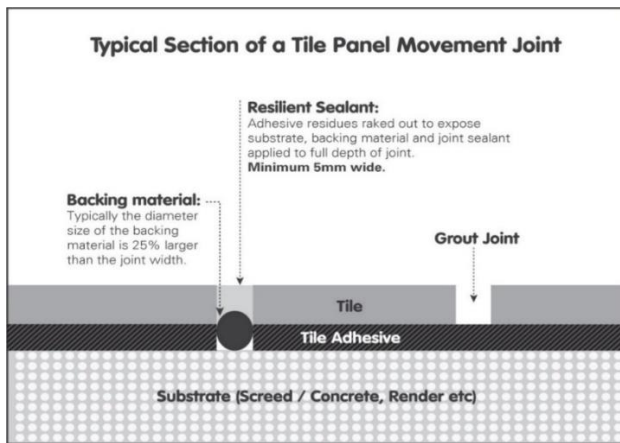 Typical Section of a Tile Panel Movement Joint
Resilient Sealant:
Adhesive residues raked out to expose
substrate, backing material and joint sealant
applied to full depth of joint.
Minimum 5mm wide.
Backing material:
Typically the diameter
size of the backing
material is 25% larger
than the joint width.
Grout Joint
Tile
Tile Adhesive
Substrate (Screed / Concrete, Render etc)